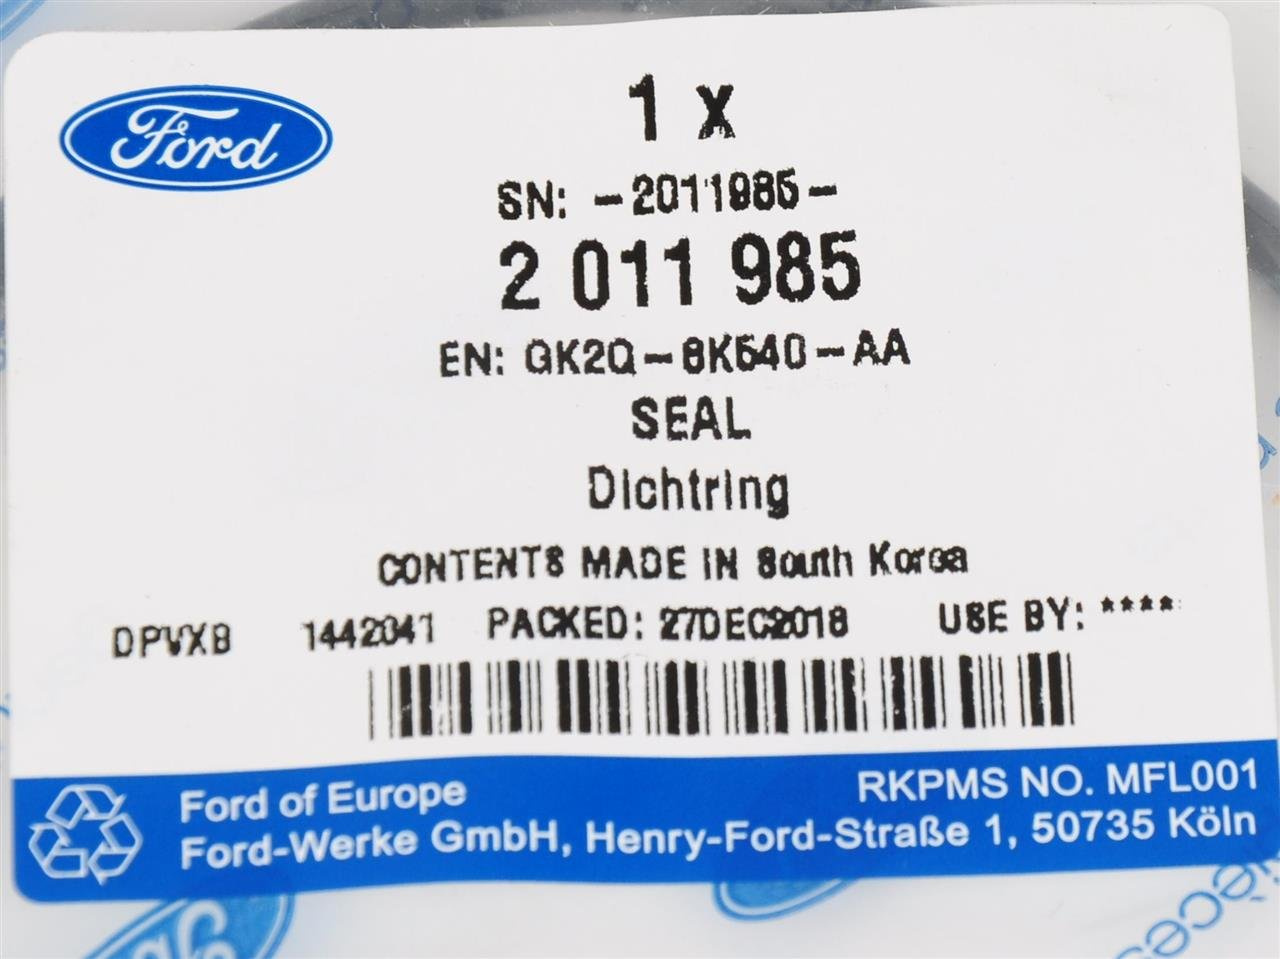 Ford
1 x
SN: -2011985-
2 011 985
EN: GK2Q-8K540-AA
SEAL
Dichtring
CONTENTS MADE IN South Korea
DPVXB 1442041 PACKED: 27DEC2018 USE BY: ****
Ford of Europe RKPMS NO. MFL001
Ford-Werke GmbH, Henry-Ford-Straße 1, 50735 Köln